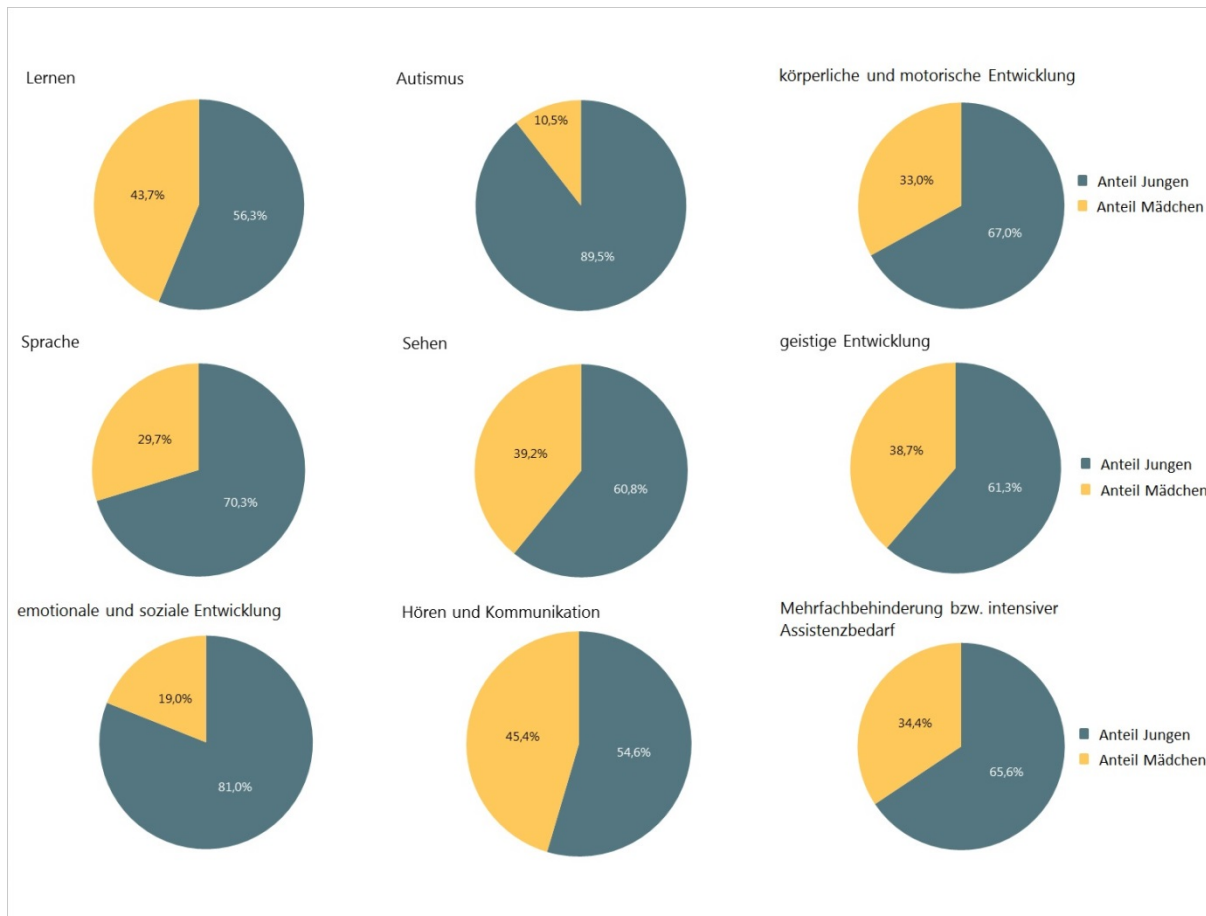 Lernen
43,7%
56,3%
Autismus
10,5%
89,5%
körperliche und motorische Entwicklung
33,0%
67,0%
Anteil Jungen
Anteil Mädchen
Sprache
29,7%
70,3%
Sehen
39,2%
60,8%
geistige Entwicklung
38,7%
61,3%
Anteil Jungen
Anteil Mädchen
emotionale und soziale Entwicklung
19,0%
81,0%
Hören und Kommunikation
45,4%
54,6%
Mehrfachbehinderung bzw. intensiver
Assistenzbedarf
34,4%
65,6%
Anteil Jungen
Anteil Mädchen